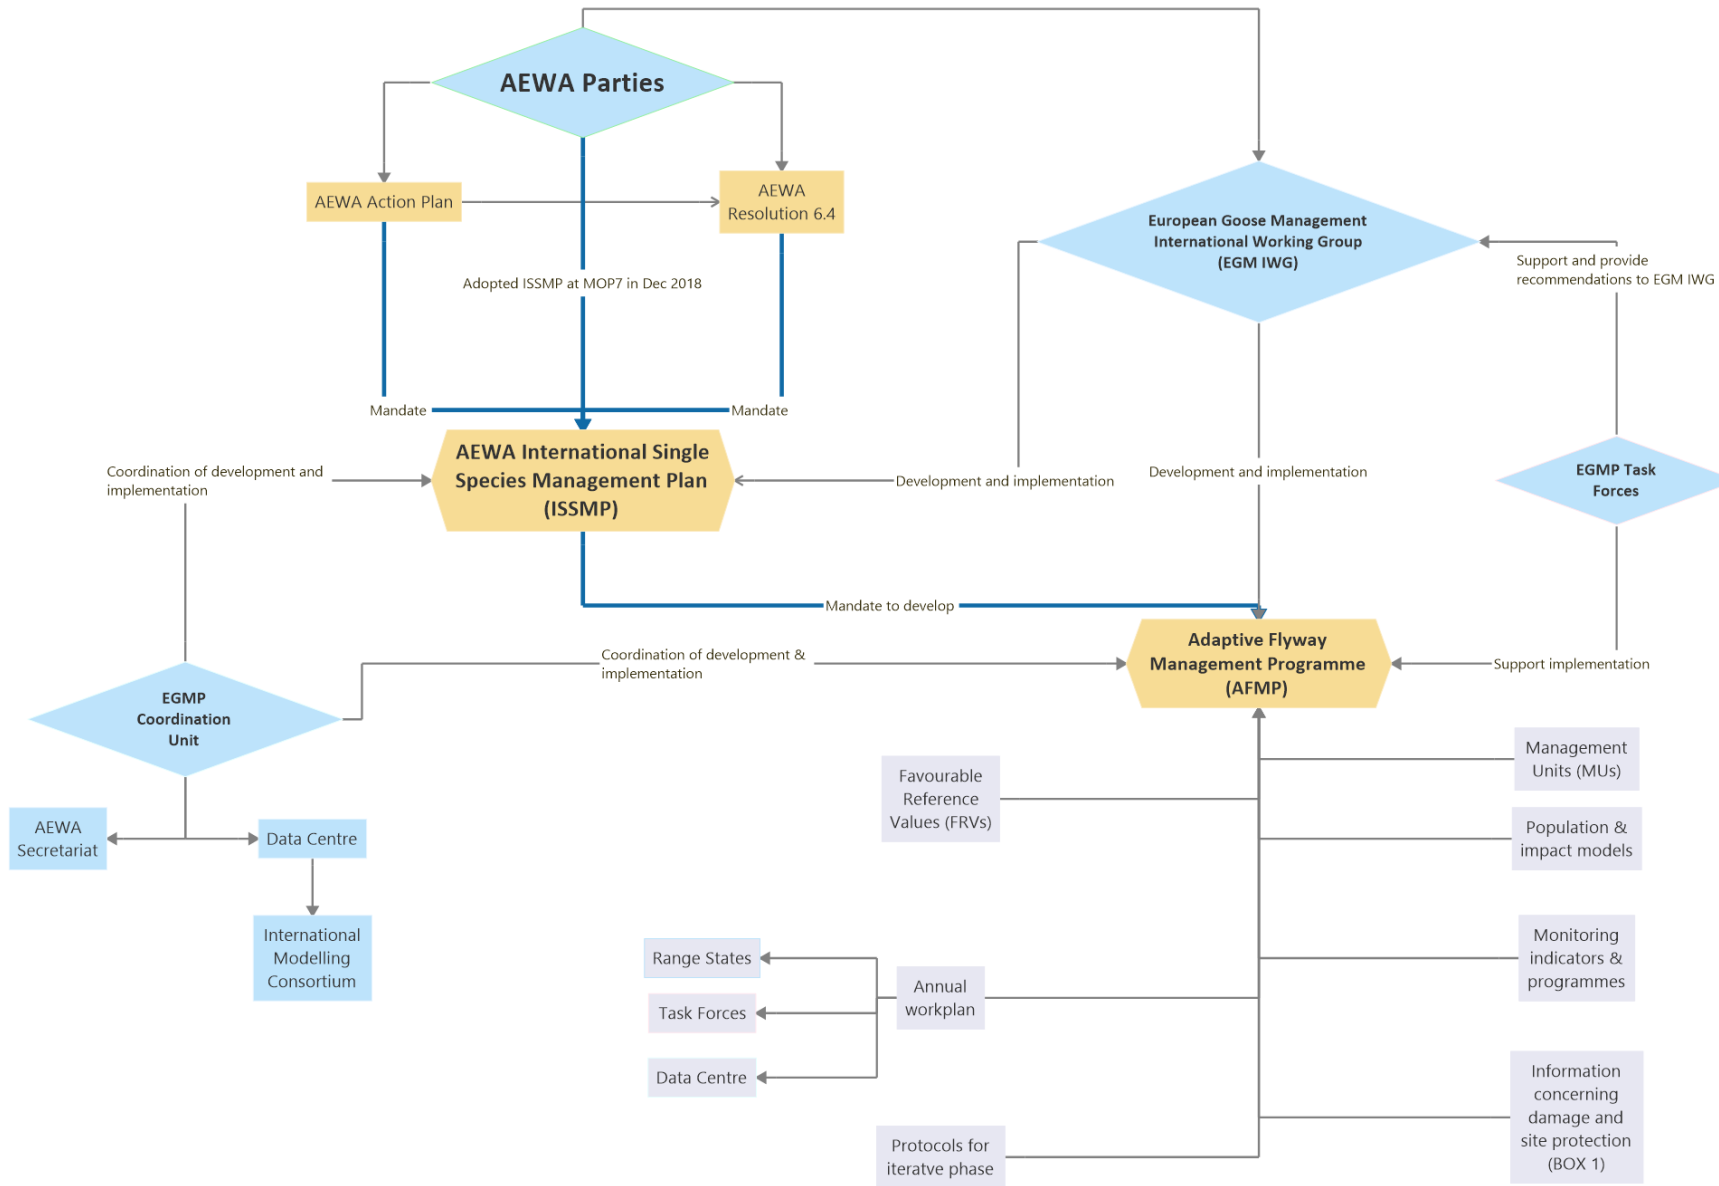 AEWA Parties
AEWA Action Plan
AEWA
Resolution 6.4
European Goose Management
International Working Group
(EGM IWG)
Support and provide
recommendations to EGM IWG
Adopted ISSMP at MOP7 in Dec 2018
Mandate
Mandate
AEWA International Single
Species Management Plan
(ISSMP)
Coordination of development and
implementation
Development and implementation
Development and implementation
EGMP Task
Forces
Mandate to develop
Coordination of development &
implementation
Adaptive Flyway
Management Programme
(AFMP)
Support implementation
EGMP
Coordination
Unit
AEWA
Secretariat
Data Centre
International
Modelling
Consortium
Favourable
Reference
Values (FRVs)
Management
Units (MUs)
Population &
impact models
Monitoring
indicators &
programmes
Range States
Task Forces
Data Centre
Annual
workplan
Information
concerning
damage and
site protection
(BOX 1)
Protocols for
iteratve phase